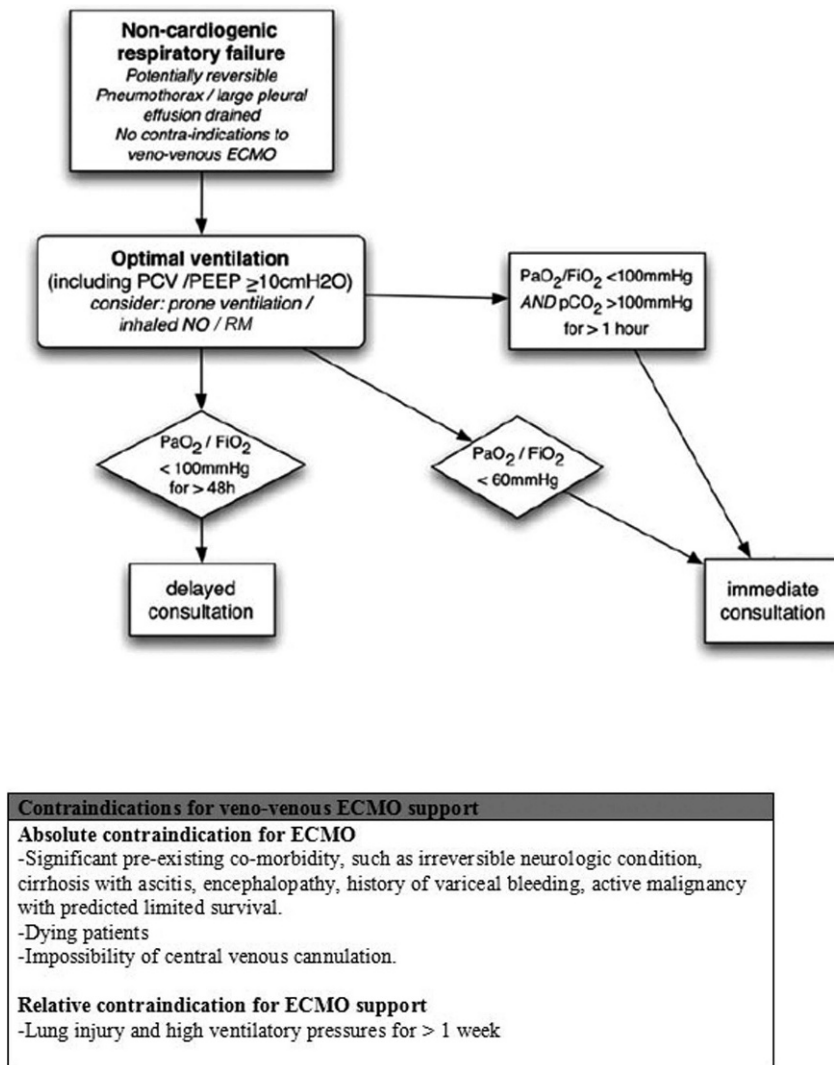 Non-cardiogenic
respiratory failure
Potentially reversible
Pneumothorax / large pleural
effusion drained
No contra-indications to
veno-venous ECMO
Optimal ventilation
(including PCV /PEEP ≥10cmH2O)
consider: prone ventilation /
inhaled NO / RM
PaO₂/FiO₂ <100mmHg
AND pCO₂ >100mmHg
for > 1 hour
PaO₂ / FiO₂
< 100mmHg
for > 48h
PaO₂ / FiO₂
< 60mmHg
delayed
consultation
immediate
consultation
Contraindications for veno-venous ECMO support
Absolute contraindication for ECMO
-Significant pre-existing co-morbidity, such as irreversible neurologic condition,
cirrhosis with ascitis, encephalopathy, history of variceal bleeding, active malignancy
with predicted limited survival.
-Dying patients
-Impossibility of central venous cannulation.
Relative contraindication for ECMO support
-Lung injury and high ventilatory pressures for > 1 week